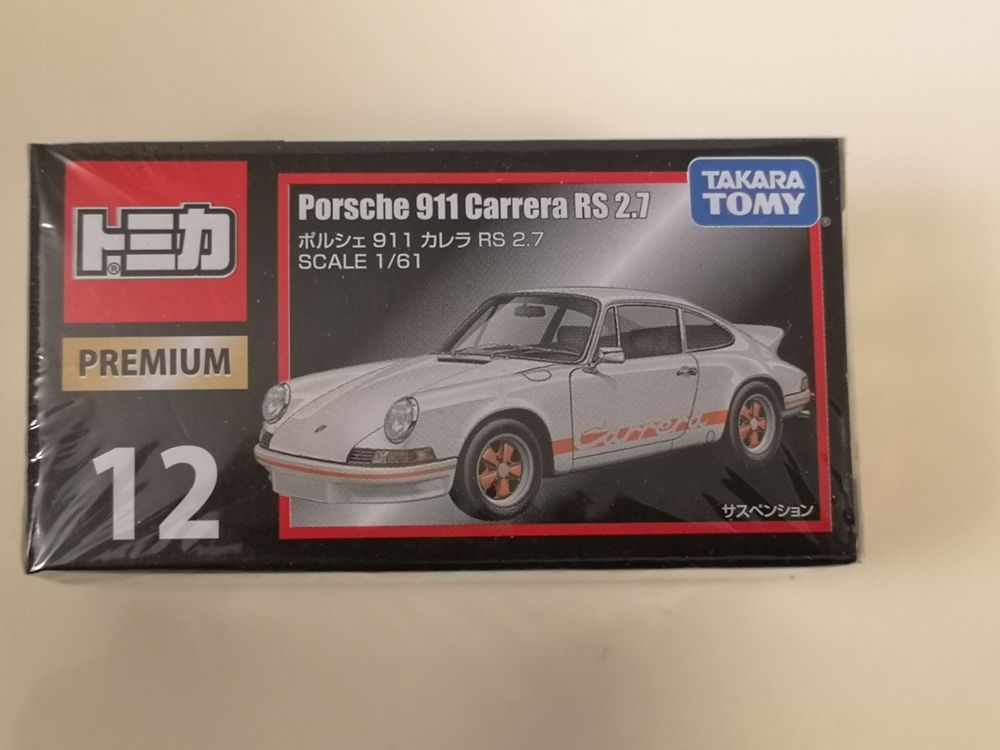 トミカ®
PREMIUM
12
Porsche 911 Carrera RS 2.7
ポルシェ 911 カレラ RS 2.7
SCALE 1/61
TAKARA
TOMY®
Carrera
サスペンション